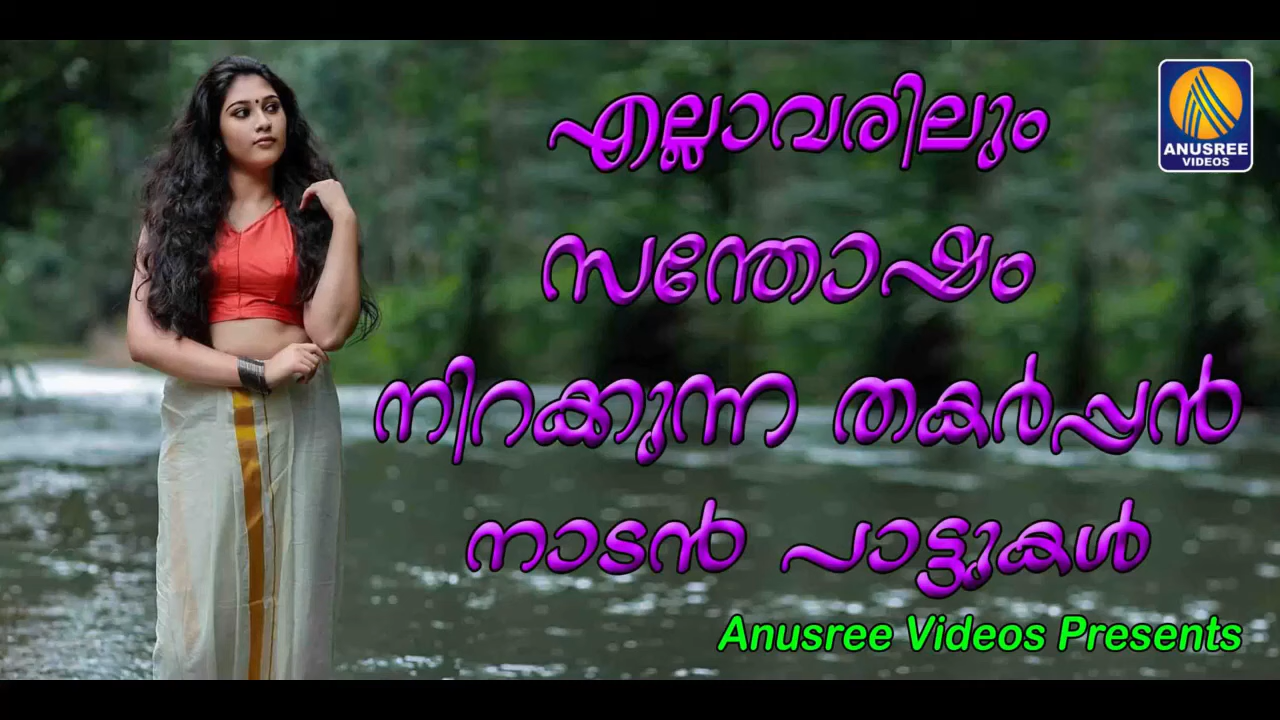 എല്ലാവരിലും
ANUSREE
VIDEOS
സന്തോഷം
നിറക്കുന്ന തകർപ്പൻ
നാടൻ പാട്ടുകൾ
Anusree Videos Presents